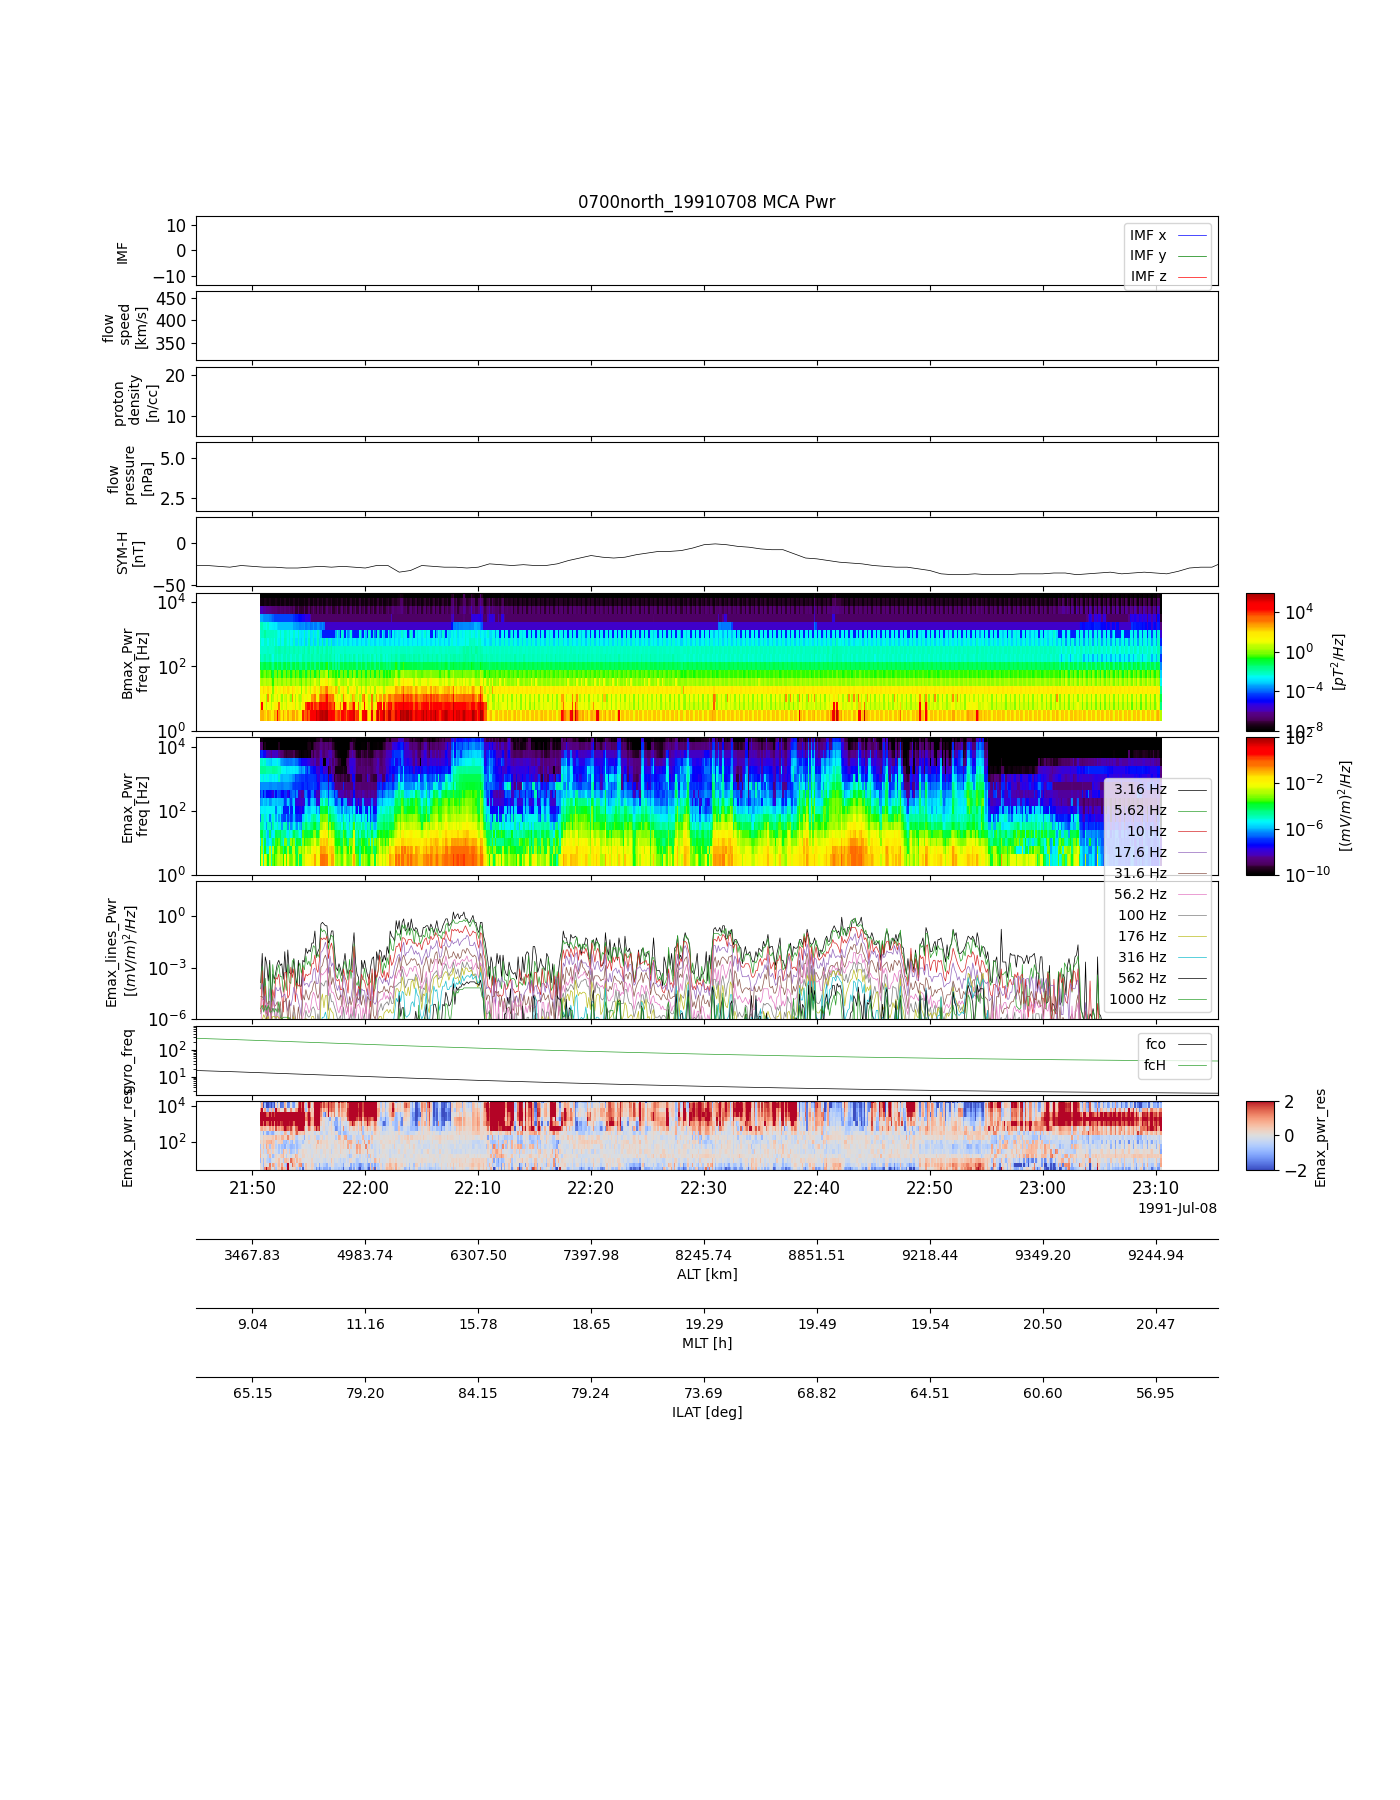 0700north_19910708 MCA Pwr
IMF
10
0
−10
IMF x
IMF y
IMF z
flow
speed
[km/s]
450
400
350
proton
density
[n/cc]
20
10
flow
pressure
[nPa]
5.0
2.5
SYM-H
[nT]
0
−50
Bmax_Pwr
freq [Hz]
10^4
10^2
10^0
10^4
10^0
10^−4
10^−8
[pT^2/Hz]
Emax_Pwr
freq [Hz]
10^4
10^2
10^0
10^2
10^−2
10^−6
10^−10
[(mV/m)^2/Hz]
3.16 Hz
5.62 Hz
10 Hz
17.6 Hz
31.6 Hz
56.2 Hz
100 Hz
176 Hz
316 Hz
562 Hz
1000 Hz
Emax_lines_Pwr
[(mV/m)^2/Hz]
10^0
10^−3
10^−6
gyro_freq
10^2
10^1
fco
fcH
Emax_pwr_res
10^4
10^2
2
0
−2
Emax_pwr_res
21:50 22:00 22:10 22:20 22:30 22:40 22:50 23:00 23:10
1991-Jul-08
3467.83 4983.74 6307.50 7397.98 8245.74 8851.51 9218.44 9349.20 9244.94
ALT [km]
9.04 11.16 15.78 18.65 19.29 19.49 19.54 20.50 20.47
MLT [h]
65.15 79.20 84.15 79.24 73.69 68.82 64.51 60.60 56.95
ILAT [deg]